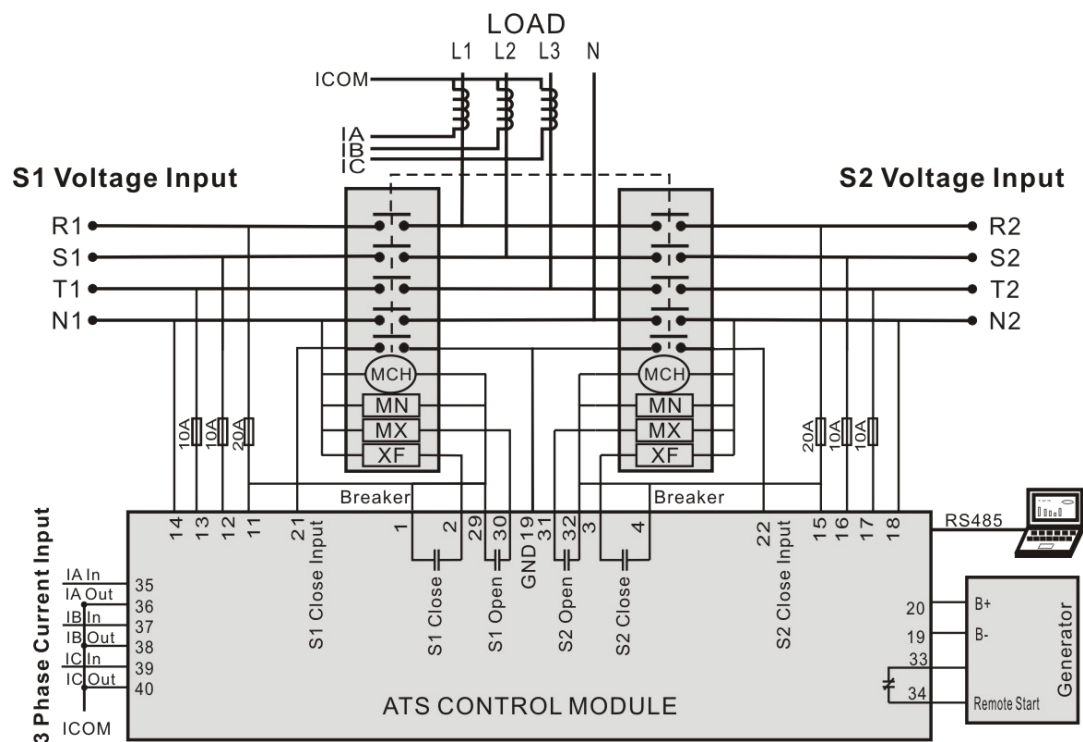 LOAD
L1 L2 L3 N
ICOM
IA
IB
IC
S1 Voltage Input
S2 Voltage Input
R1
S1
T1
N1
R2
S2
T2
N2
MCH
MN
MX
XF
MCH
MN
MX
XF
10A
10A
20A
20A
10A
10A
Breaker
Breaker
14
13
12
11
21
1
2
29
30
GND19
31
32
3
4
22
15
16
17
18
S1 Close Input
S1 Close
S1 Open
S2 Open
S2 Close
S2 Close Input
RS485
3 Phase Current Input
IA In
IA Out
IB In
IB Out
IC In
IC Out
ICOM
35
36
37
38
39
40
ATS CONTROL MODULE
20
19
33
34
B+
B-
Remote Start
Generator